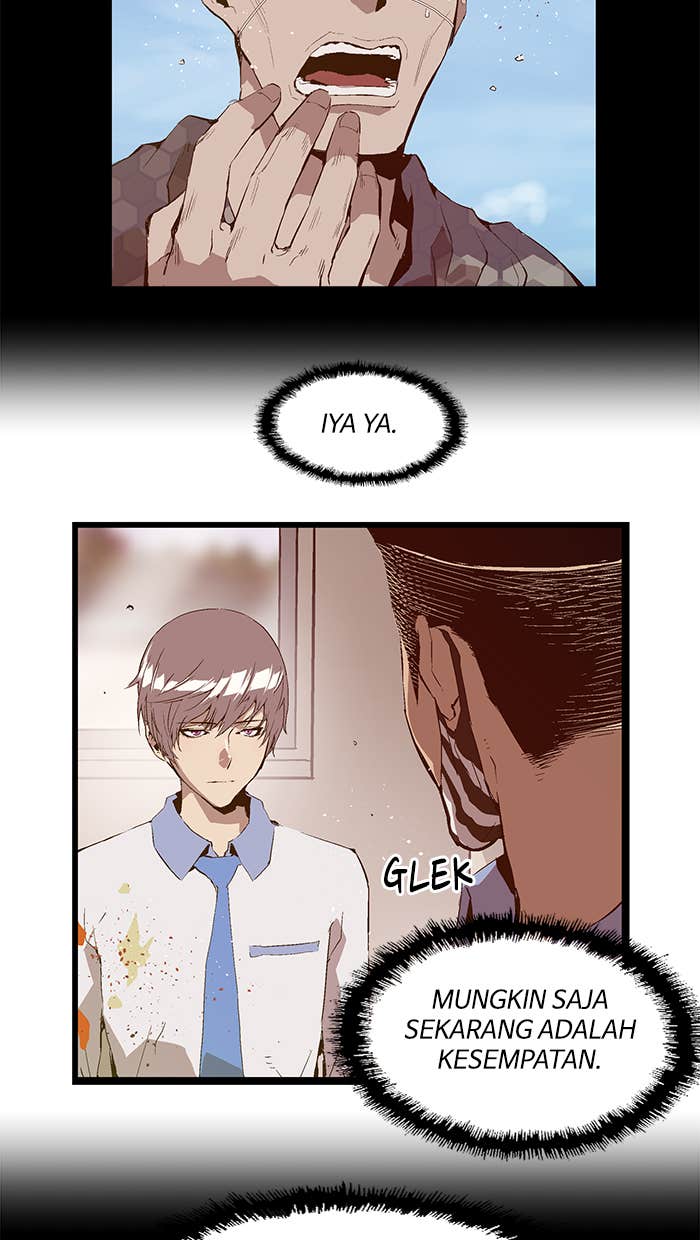 IYA YA.
GLEK
MUNGKIN SAJA
SEKARANG ADALAH
KESEMPATAN.